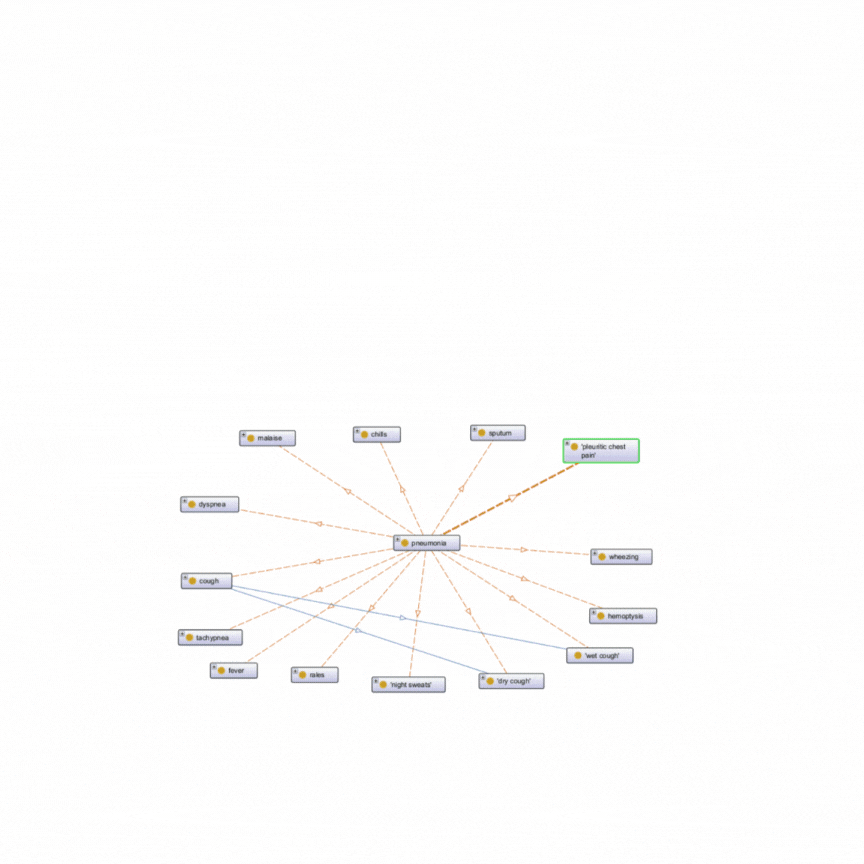 malaise
chills
sputum
'pleuritic chest
pain'
dyspnea
pneumonia
wheezing
cough
hemoptysis
tachypnea
'wet cough'
fever
rales
'night sweats'
'dry cough'